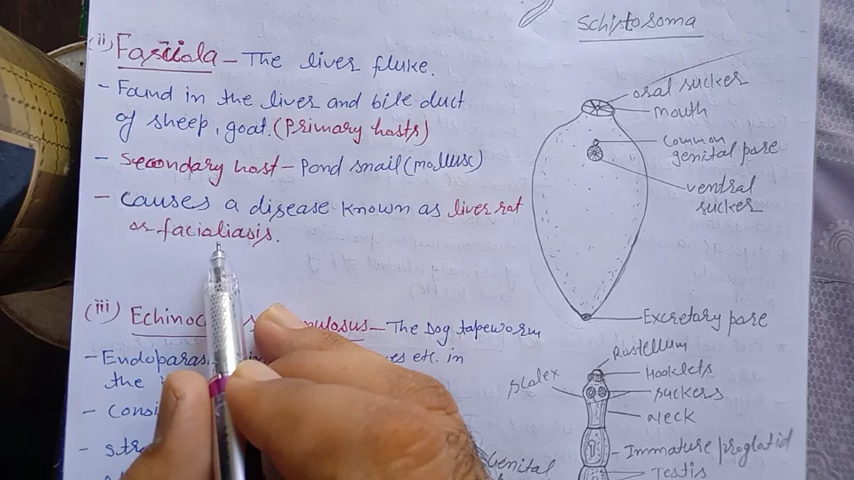 Schiptosoma
(ii) Fasciola - The liver fluke.
- Found in the liver and bile duct
of sheep, goat. (Primary hosts)
- Secondary host - Pond snail (mollusc)
- Causes a disease known as liver rot
or facialiasis.
oral sucker
mouth
common
genital pore
ventral
sucker
Excretory pore
(iii) Echinoc ulosus - The Dog tapeworm
- Endoparas etc. in
the
- Consi
- str
Rostellum
Hooklets
scolex
suckers
Neck
Immature proglotid
Testis
Genital